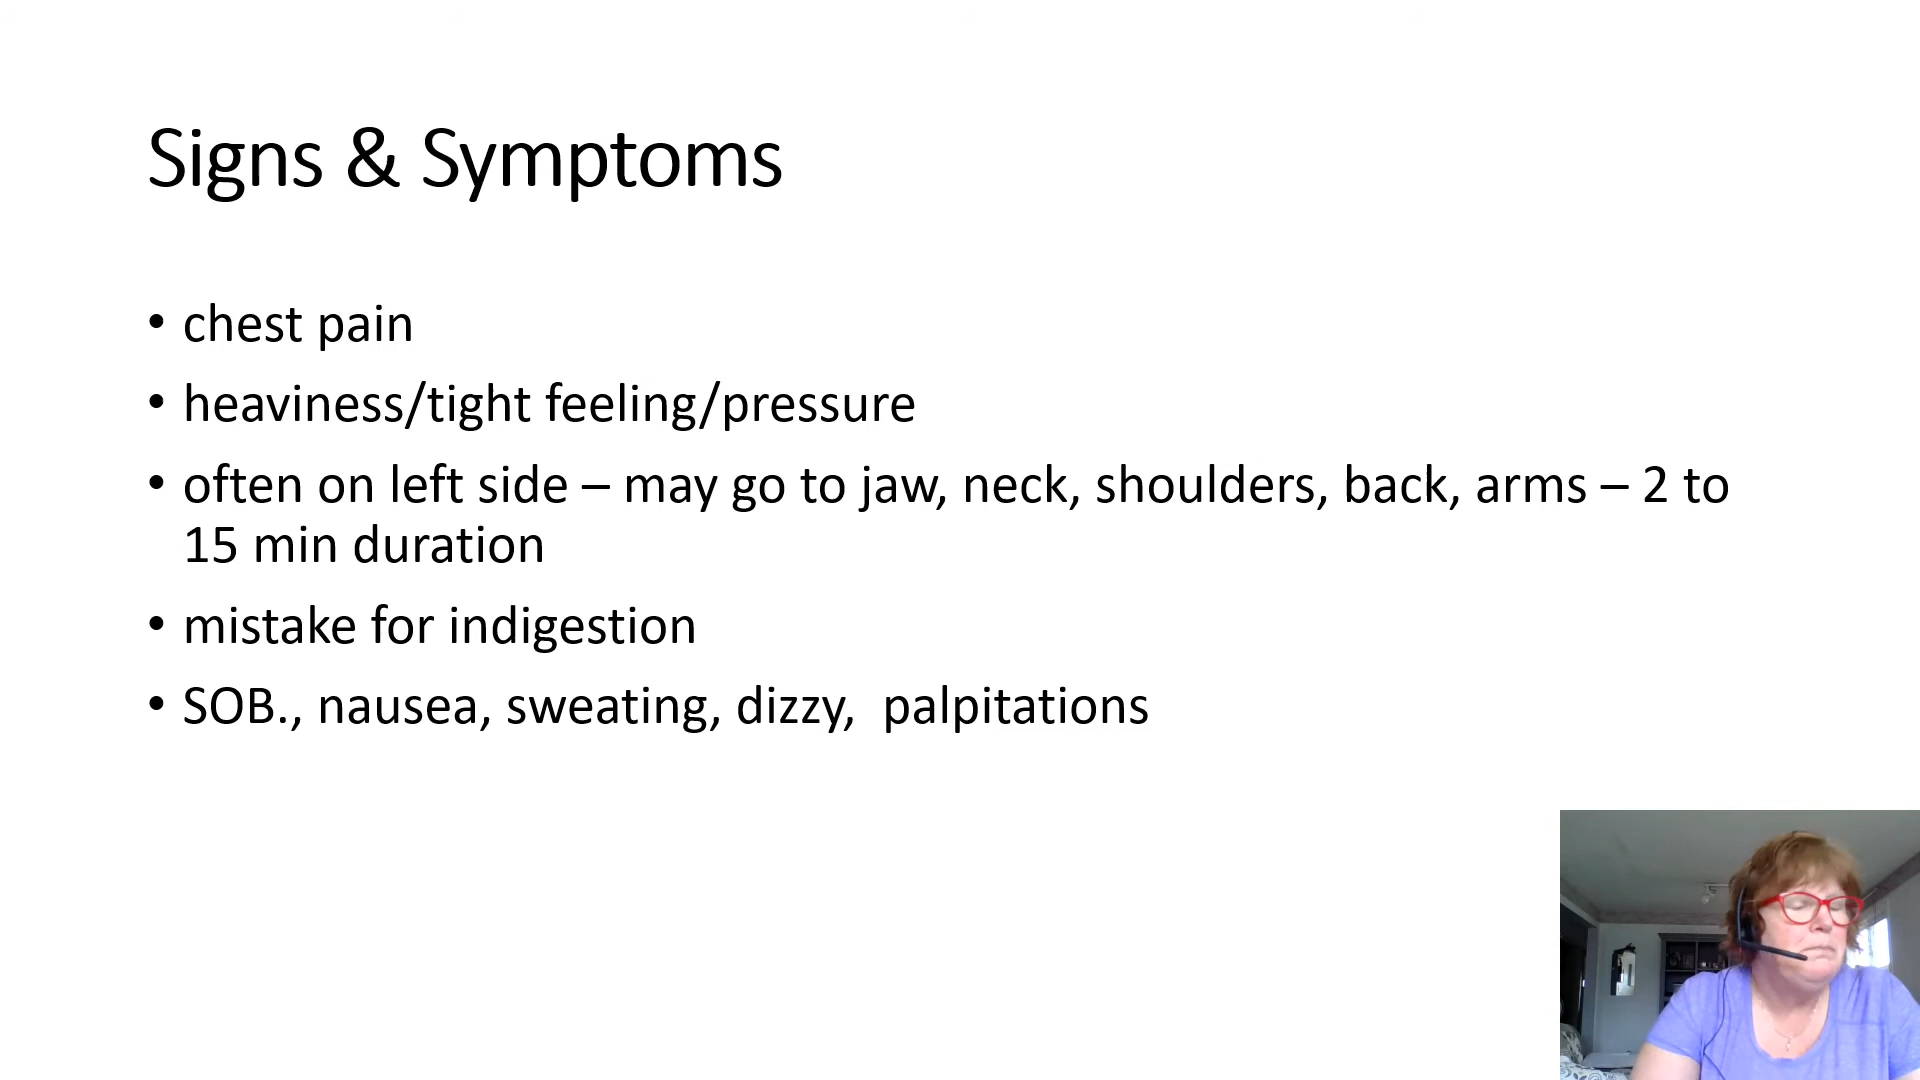 Signs & Symptoms
• chest pain
• heaviness/tight feeling/pressure
• often on left side – may go to jaw, neck, shoulders, back, arms – 2 to
15 min duration
• mistake for indigestion
• SOB., nausea, sweating, dizzy,  palpitations